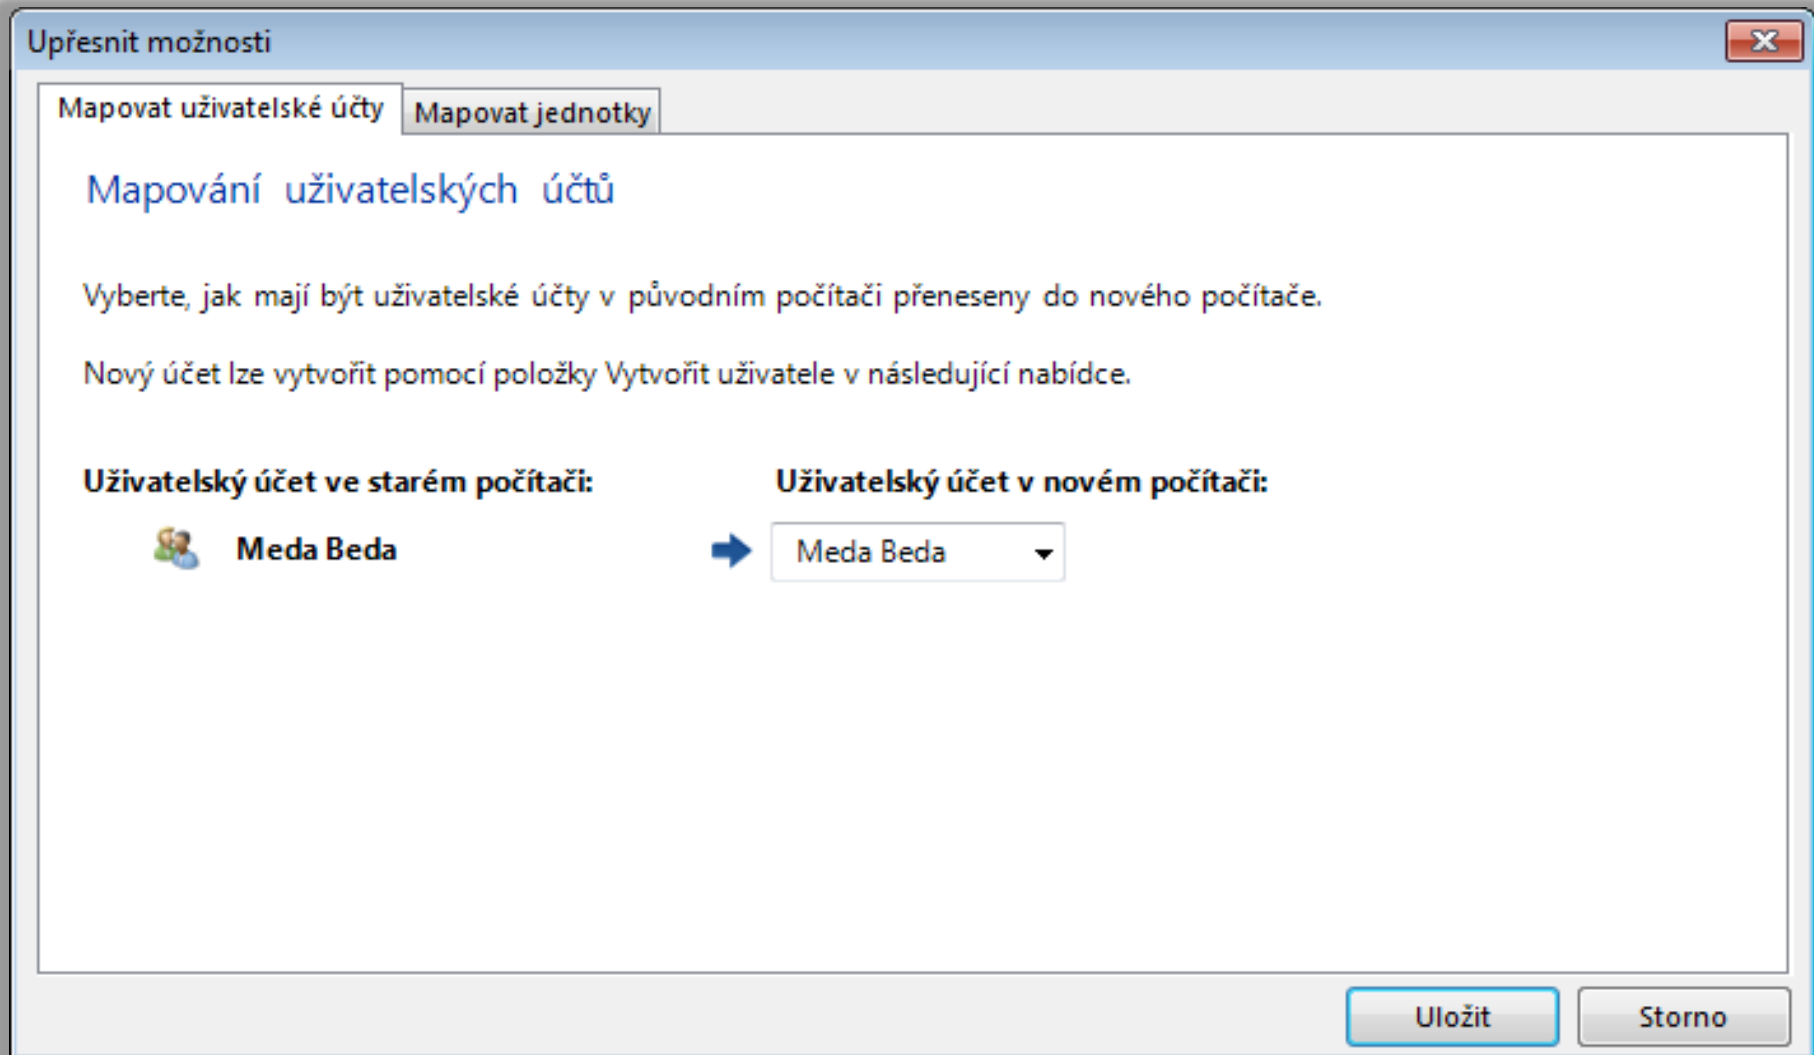 Upřesnit možnosti
Mapovat uživatelské účty
Mapovat jednotky
Mapování uživatelských účtů
Vyberte, jak mají být uživatelské účty v původním počítači přeneseny do nového počítače.
Nový účet lze vytvořit pomocí položky Vytvořit uživatele v následující nabídce.
Uživatelský účet ve starém počítači:
Uživatelský účet v novém počítači:
Meda Beda
Meda Beda
Uložit
Storno